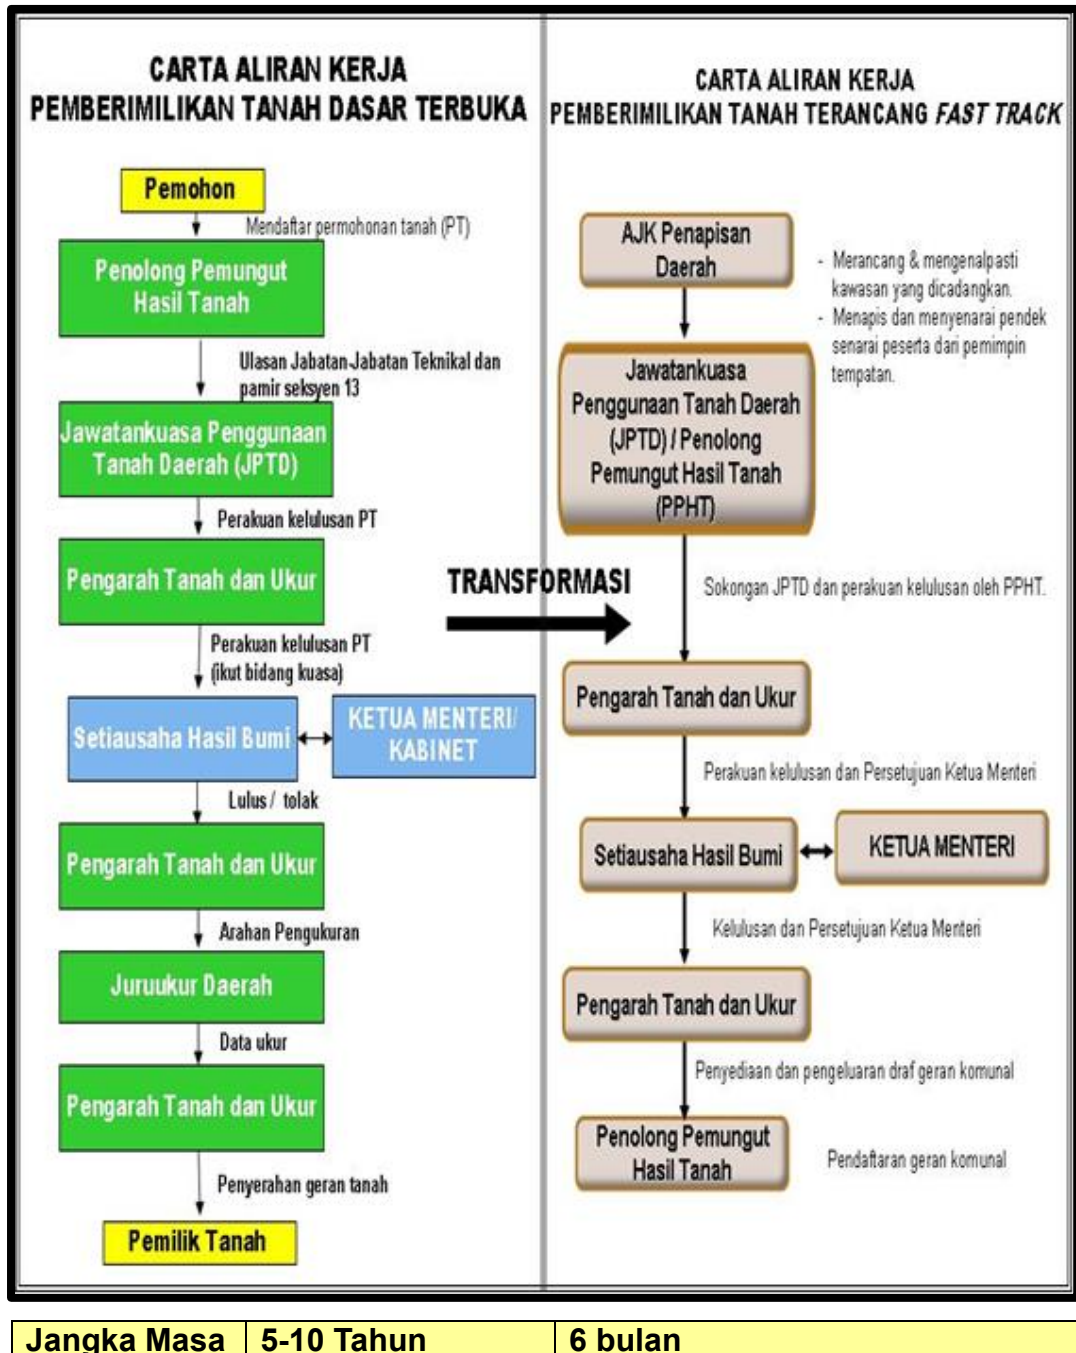 CARTA ALIRAN KERJA
PEMBERIMILIKAN TANAH DASAR TERBUKA
Pemohon
Mendaftar permohonan tanah (PT)
Penolong Pemungut
Hasil Tanah
Ulasan Jabatan-Jabatan Teknikal dan
pamir seksyen 13
Jawatankuasa Penggunaan
Tanah Daerah (JPTD)
Perakuan kelulusan PT
Pengarah Tanah dan Ukur
Perakuan kelulusan PT
(ikut bidang kuasa)
Setiausaha Hasil Bumi
KETUA MENTERI/
KABINET
Lulus / tolak
Pengarah Tanah dan Ukur
Arahan Pengukuran
Juruukur Daerah
Data ukur
Pengarah Tanah dan Ukur
Penyerahan geran tanah
Pemilik Tanah
TRANSFORMASI
CARTA ALIRAN KERJA
PEMBERIMILIKAN TANAH TERANCANG FAST TRACK
AJK Penapisan
Daerah
- Merancang & mengenalpasti
kawasan yang dicadangkan.
- Menapis dan menyenarai pendek
senarai peserta dari pemimpin
tempatan.
Jawatankuasa
Penggunaan Tanah Daerah
(JPTD) / Penolong
Pemungut Hasil Tanah
(PPHT)
Sokongan JPTD dan perakuan kelulusan oleh PPHT.
Pengarah Tanah dan Ukur
Perakuan kelulusan dan Persetujuan Ketua Menteri
Setiausaha Hasil Bumi
KETUA MENTERI
Kelulusan dan Persetujuan Ketua Menteri
Pengarah Tanah dan Ukur
Penyediaan dan pengeluaran draf geran komunal
Penolong Pemungut
Hasil Tanah
Pendaftaran geran komunal
Jangka Masa 5-10 Tahun 6 bulan